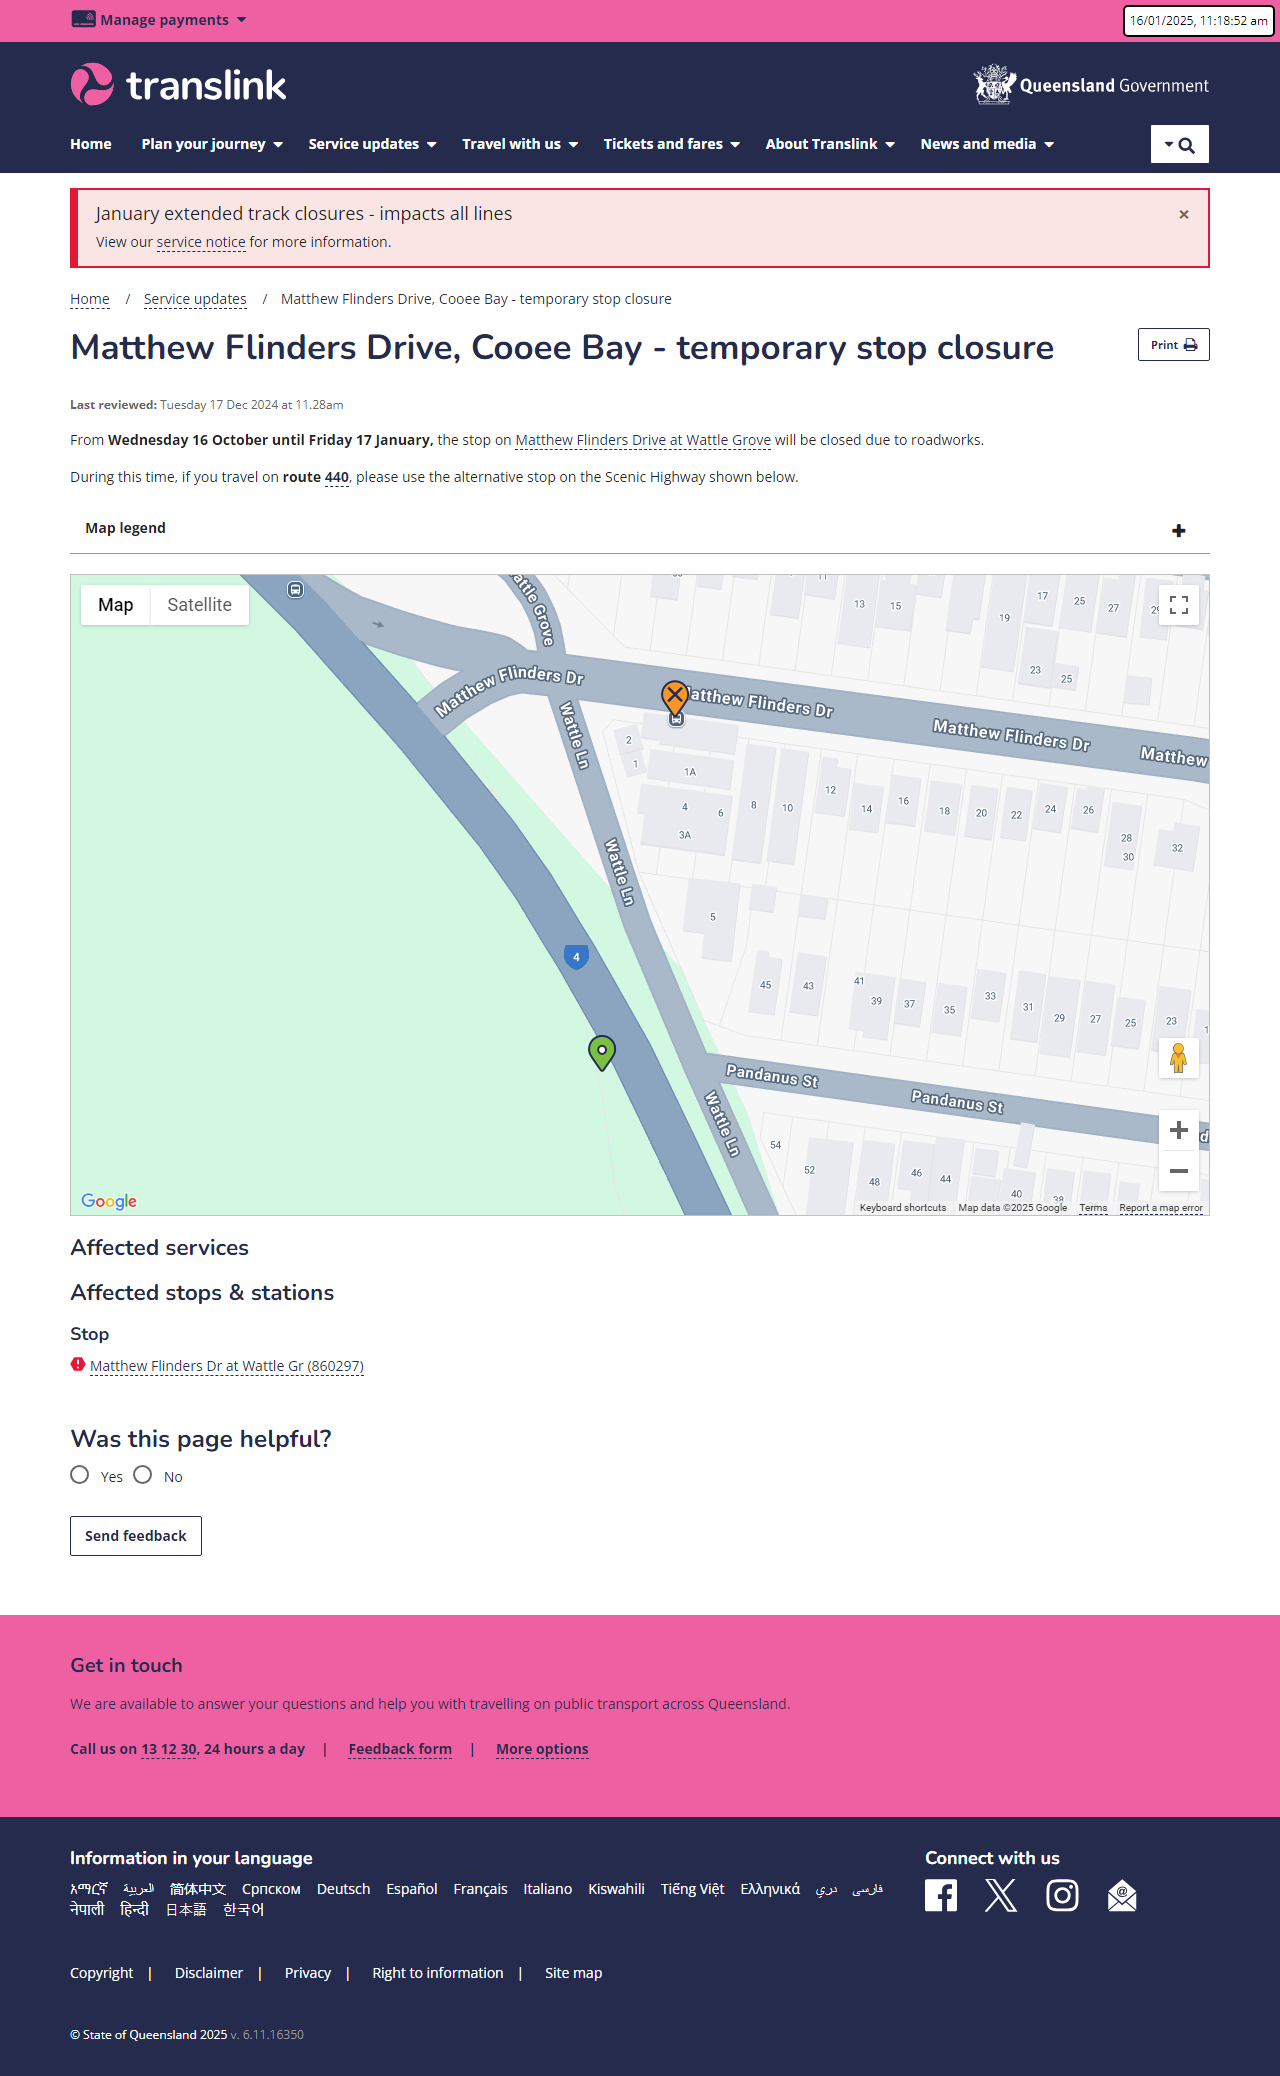 Manage payments
16/01/2025, 11:18:52 am
translink
Queensland Government
Home Plan your journey Service updates Travel with us Tickets and fares About Translink News and media
January extended track closures - impacts all lines
×
View our service notice for more information.
Home / Service updates / Matthew Flinders Drive, Cooee Bay - temporary stop closure
Matthew Flinders Drive, Cooee Bay - temporary stop closure
Print
Last reviewed: Tuesday 17 Dec 2024 at 11.28am
From Wednesday 16 October until Friday 17 January, the stop on Matthew Flinders Drive at Wattle Grove will be closed due to roadworks.
During this time, if you travel on route 440, please use the alternative stop on the Scenic Highway shown below.
Map legend
Map Satellite
Wattle Grove
11
13 15
17 25 27
19
23
25
Matthew Flinders Dr
Matthew Flinders Dr
Matthew Flinders Dr
Matthew
Wattle Ln
2
1
1A
4 6 8 10
3A
12 14 16 18 20 22 24 26
28
30
32
Wattle Ln
5
4
45 43 41 39 37 35 33 31 29 27 25 23
Pandanus St
Pandanus St
Wattle Ln
54
52 48 46 44 40 38
Google
Keyboard shortcuts Map data ©2025 Google Terms Report a map error
Affected services
Affected stops & stations
Stop
Matthew Flinders Dr at Wattle Gr (860297)
Was this page helpful?
Yes No
Send feedback
Get in touch
We are available to answer your questions and help you with travelling on public transport across Queensland.
Call us on 13 12 30, 24 hours a day | Feedback form | More options
Information in your language
አማርኛ العربية 简体中文 Српском Deutsch Español Français Italiano Kiswahili Tiếng Việt Ελληνικά دري فارسی
नेपाली हिन्दी 日本語 한국어
Connect with us
Copyright | Disclaimer | Privacy | Right to information | Site map
© State of Queensland 2025 v. 6.11.16350